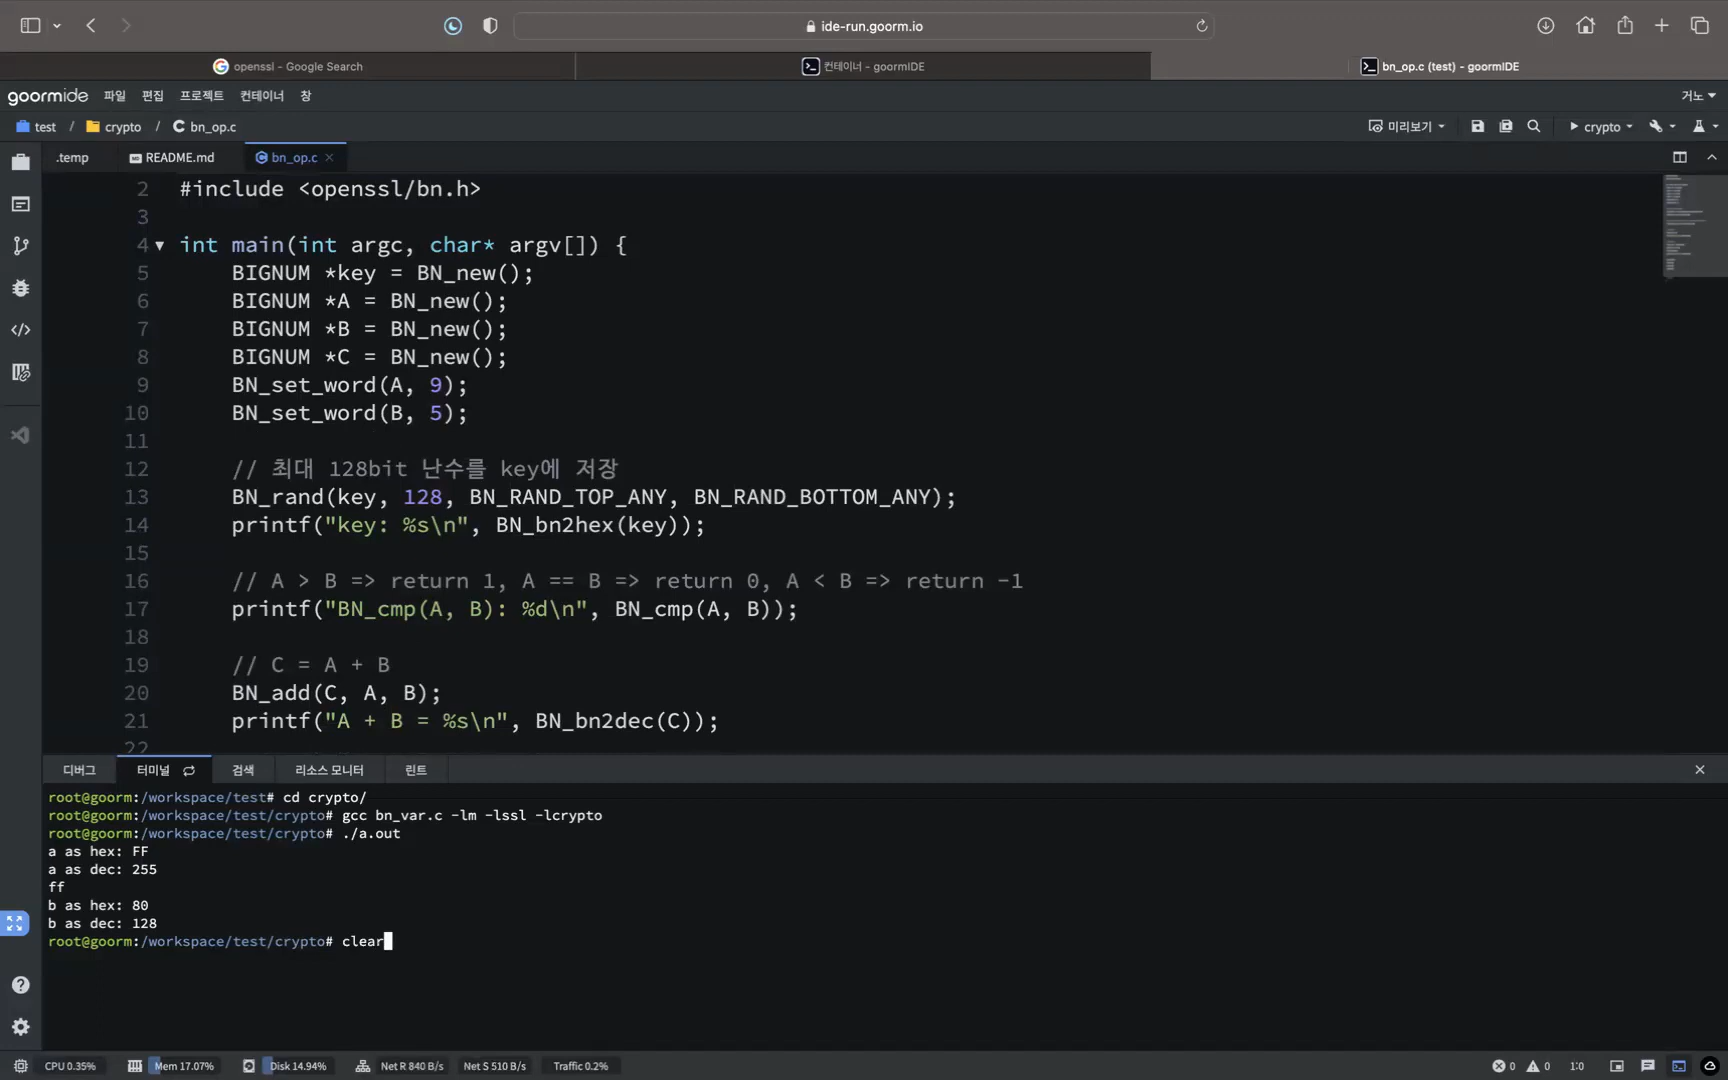 ide-run.goorm.io
openssl - Google Search
컨테이너 - goormIDE
bn_op.c (test) - goormIDE
goormide 파일 편집 프로젝트 컨테이너 창 거노
test / crypto / bn_op.c 미리보기 crypto
.temp README.md bn_op.c
2 #include <openssl/bn.h>
3
4 int main(int argc, char* argv[]) {
5 BIGNUM *key = BN_new();
6 BIGNUM *A = BN_new();
7 BIGNUM *B = BN_new();
8 BIGNUM *C = BN_new();
9 BN_set_word(A, 9);
10 BN_set_word(B, 5);
11
12 // 최대 128bit 난수를 key에 저장
13 BN_rand(key, 128, BN_RAND_TOP_ANY, BN_RAND_BOTTOM_ANY);
14 printf("key: %s\n", BN_bn2hex(key));
15
16 // A > B => return 1, A == B => return 0, A < B => return -1
17 printf("BN_cmp(A, B): %d\n", BN_cmp(A, B));
18
19 // C = A + B
20 BN_add(C, A, B);
21 printf("A + B = %s\n", BN_bn2dec(C));
22
디버그 터미널 검색 리소스 모니터 린트
root@goorm:/workspace/test# cd crypto/
root@goorm:/workspace/test/crypto# gcc bn_var.c -lm -lssl -lcrypto
root@goorm:/workspace/test/crypto# ./a.out
a as hex: FF
a as dec: 255
ff
b as hex: 80
b as dec: 128
root@goorm:/workspace/test/crypto# clear
CPU 0.35% Mem 17.07% Disk 14.94% Net R 840 B/s Net S 510 B/s Traffic 0.2% 0 0 1:0